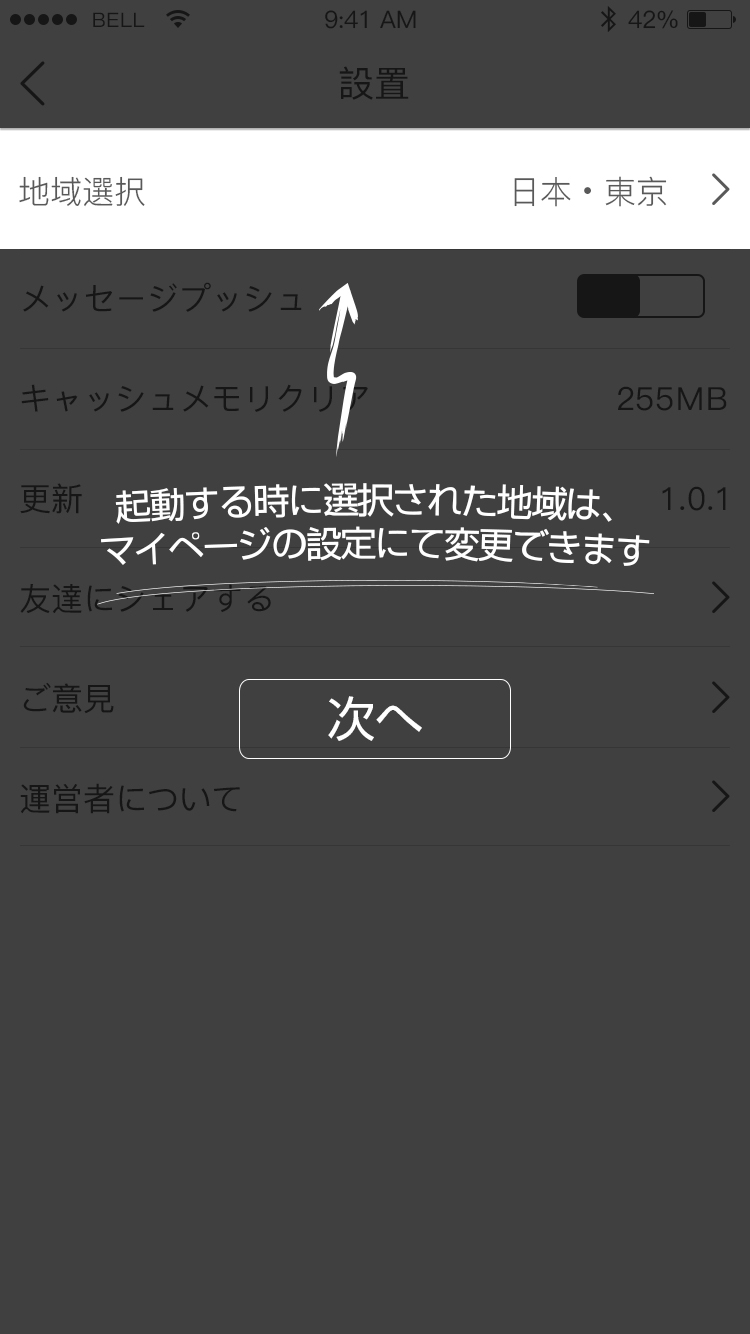 BELL 9:41 AM 42%
設置
地域選択 日本・東京
メッセージプッシュ
キャッシュメモリクリア 255MB
更新 1.0.1
起動する時に選択された地域は、
マイページの設定にて変更できます
友達にシェアする
ご意見
次へ
運営者について